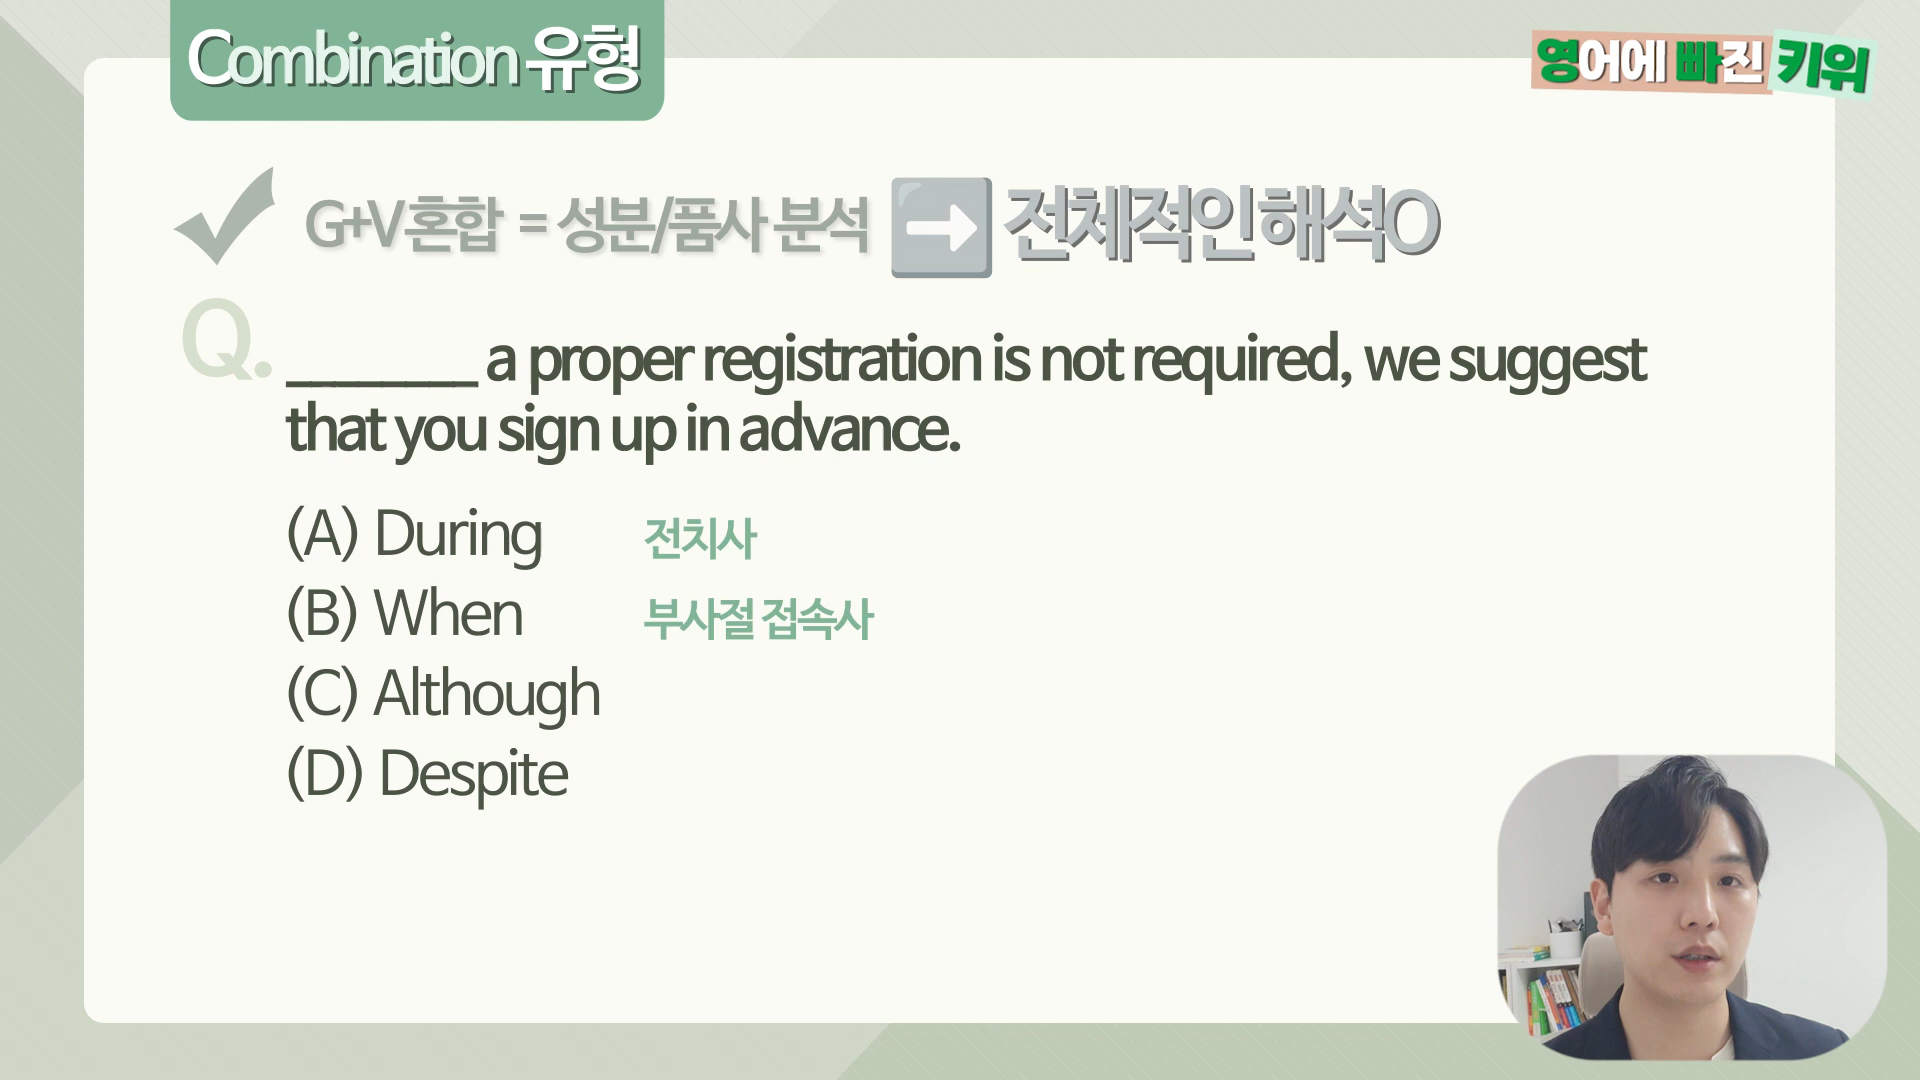 Combination 유형
영어에 빠진 키위
G+V 혼합 = 성분/품사 분석 ➡ 전체적인 해석O
Q. ________ a proper registration is not required, we suggest
that you sign up in advance.
(A) During 전치사
(B) When 부사절 접속사
(C) Although
(D) Despite